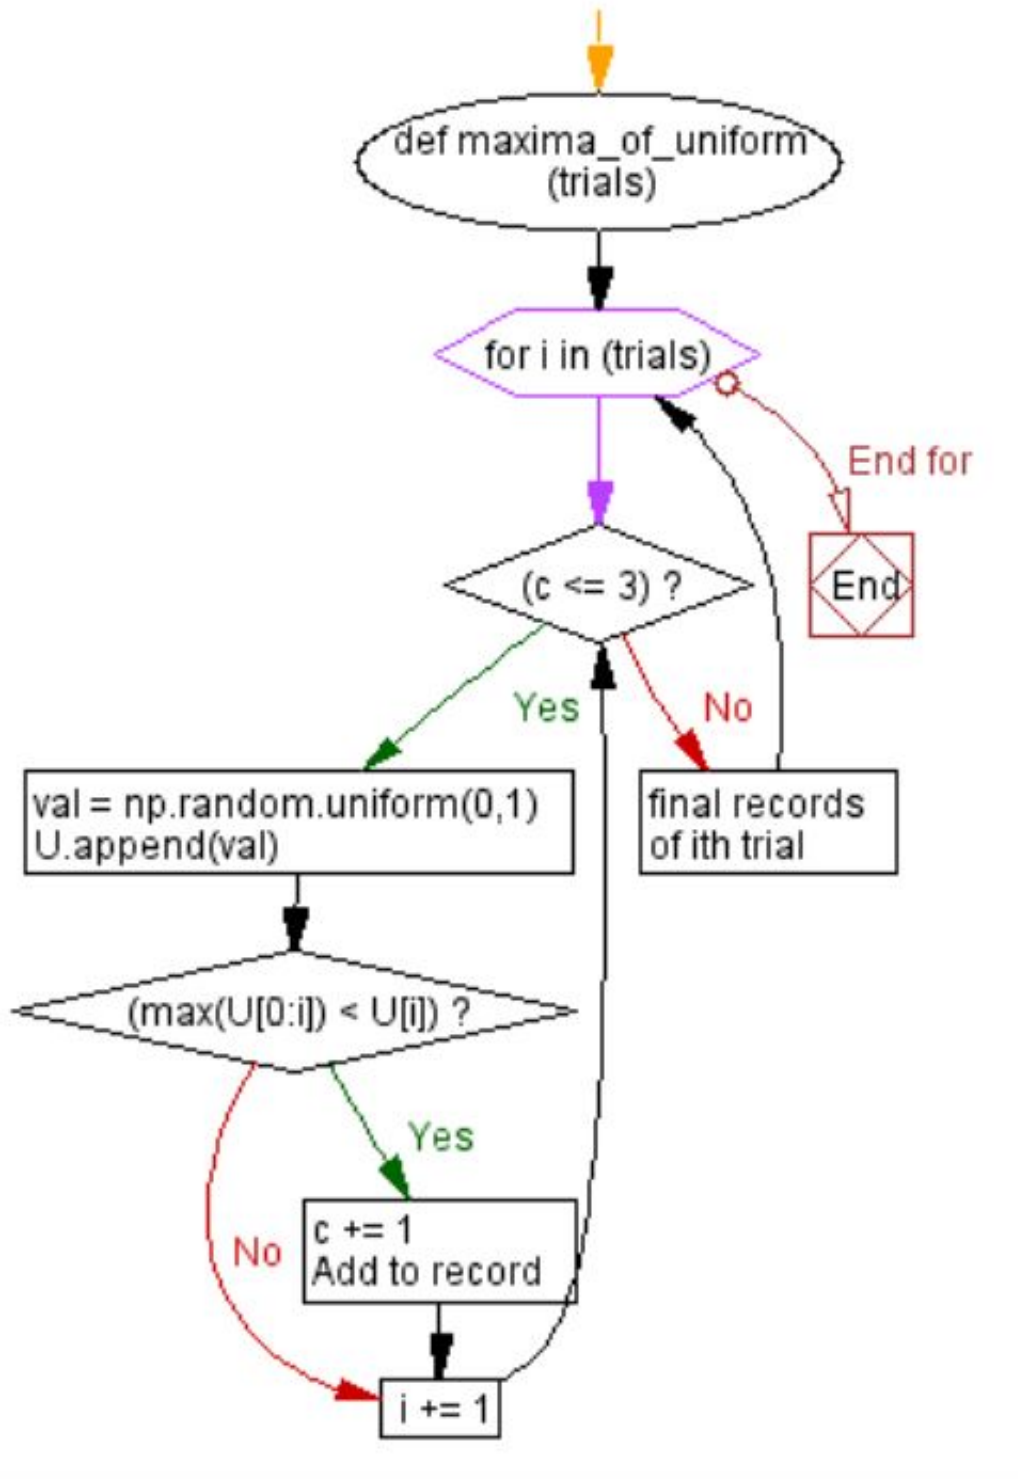 def maxima_of_uniform
(trials)
for i in (trials)
End for
End
(c <= 3) ?
Yes
No
val = np.random.uniform(0,1)
U.append(val)
final records
of ith trial
(max(U[0:i]) < U[i]) ?
Yes
No
c += 1
Add to record
i += 1